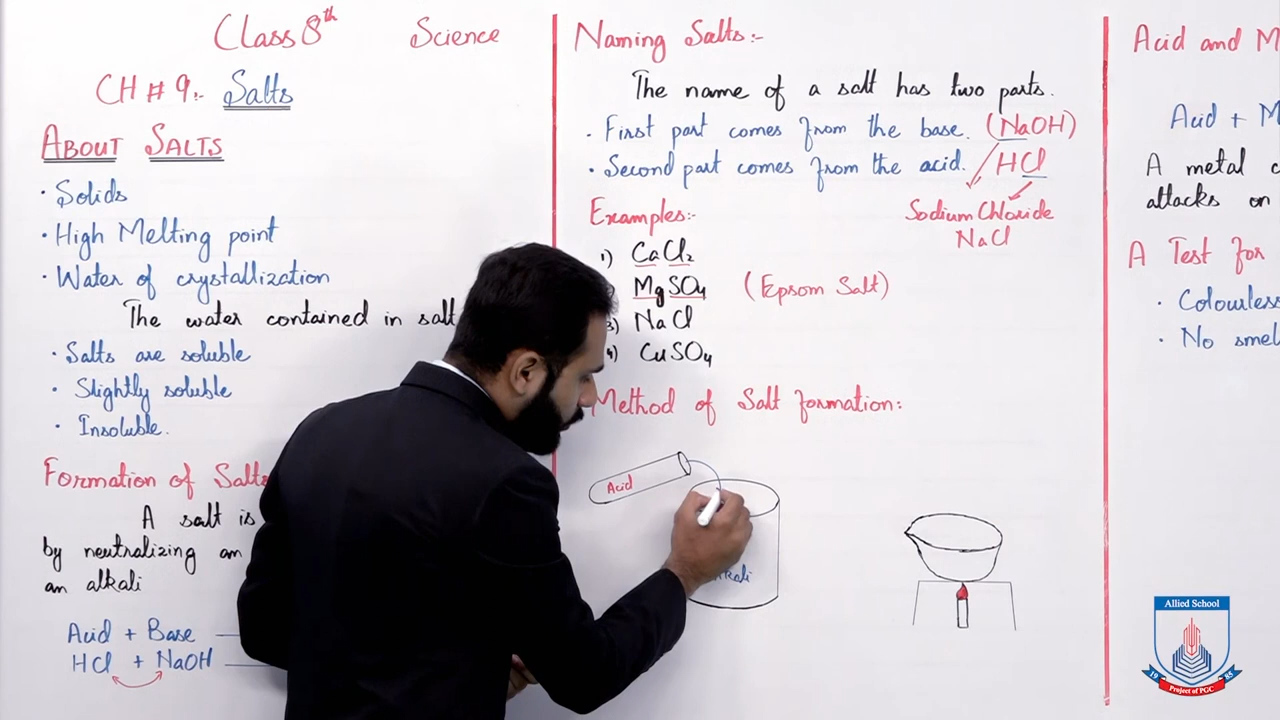 Class 8th Science
CH # 9:- Salts
ABOUT SALTS
· Solids
· High Melting point
· Water of crystallization
The water contained in salt
· Salts are soluble
· Slightly soluble
· Insoluble.
Formation of Salts
A salt is
by neutralizing an
an alkali
Acid + Base
HCl + NaOH
Naming Salts:-
The name of a salt has two parts.
· First part comes from the base. (NaOH)
· Second part comes from the acid. HCl
Sodium Chloride
NaCl
Examples:-
1) CaCl2
MgSO4 (Epsom Salt)
3) NaCl
4) CuSO4
Method of Salt formation:
Acid
Acid and M
Acid + M
A metal c
attacks on
A Test for
· Colourless
· No smel
Allied School
19 85
Project of PGC